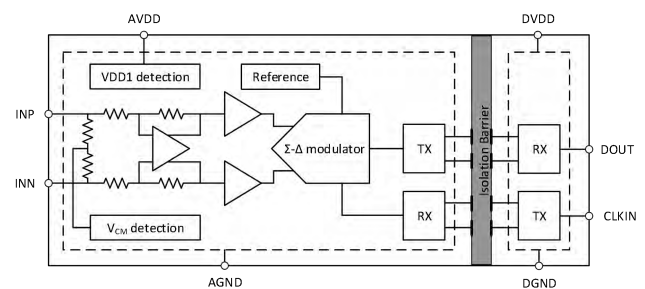 AVDD
DVDD
VDD1 detection
Reference
INP
INN
Σ-Δ modulator
TX
RX
Isolation Barrier
RX
TX
DOUT
CLKIN
VCM detection
AGND
DGND